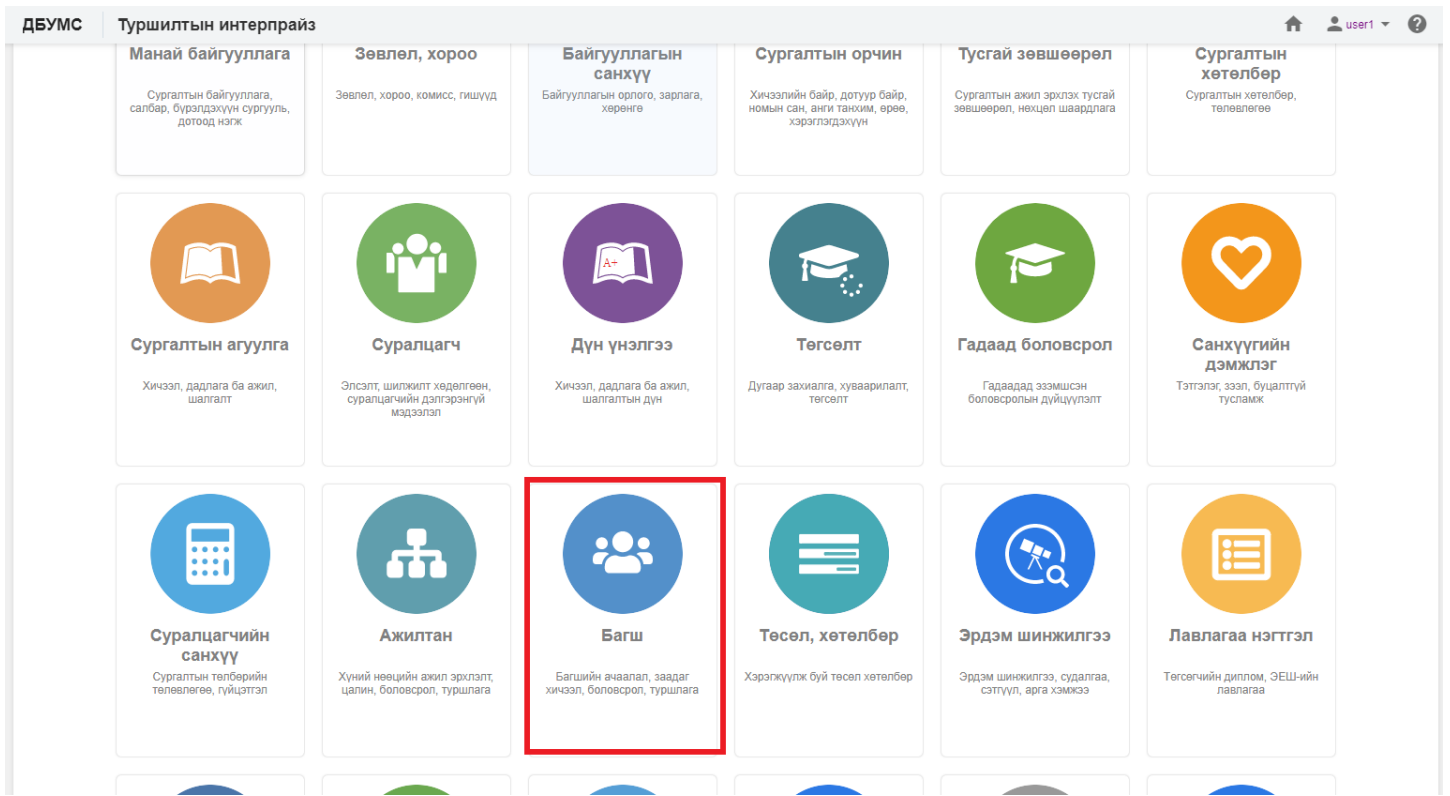 ДБУМС Туршилтын интерпрайз user1
Манай байгууллага
Сургалтын байгууллага,
салбар, бүрэлдэхүүн сургууль,
дотоод нэгж
Зөвлөл, хороо
Зөвлөл, хороо, комисс, гишүүд
Байгууллагын
санхүү
Байгууллагын орлого, зарлага,
хөрөнгө
Сургалтын орчин
Хичээлийн байр, дотуур байр,
номын сан, анги танхим, өрөө,
хэрэглэгдэхүүн
Тусгай зөвшөөрөл
Сургалтын ажил эрхлэх тусгай
зөвшөөрөл, нөхцөл шаардлага
Сургалтын
хөтөлбөр
Сургалтын хөтөлбөр,
төлөвлөгөө
Сургалтын агуулга
Хичээл, дадлага ба ажил,
шалгалт
Суралцагч
Элсэлт, шилжилт хөдөлгөөн,
суралцагчийн дэлгэрэнгүй
мэдээлэл
A+
Дүн үнэлгээ
Хичээл, дадлага ба ажил,
шалгалтын дүн
Төгсөлт
Дугаар захиалга, хуваарилалт,
төгсөлт
Гадаад боловсрол
Гадаадад эзэмшсэн
боловсролын дүйцүүлэлт
Санхүүгийн
дэмжлэг
Тэтгэлэг, зээл, буцалтгүй
тусламж
Суралцагчийн
санхүү
Сургалтын төлбөрийн
төлөвлөгөө, гүйцэтгэл
Ажилтан
Хүний нөөцийн ажил эрхлэлт,
цалин, боловсрол, туршлага
Багш
Багшийн ачаалал, заадаг
хичээл, боловсрол, туршлага
Төсөл, хөтөлбөр
Хэрэгжүүлж буй төсөл хөтөлбөр
Эрдэм шинжилгээ
Эрдэм шинжилгээ, судалгаа,
сэтгүүл, арга хэмжээ
Лавлагаа нэгтгэл
Төгсөгчийн диплом, ЭЕШ-ийн
лавлагаа